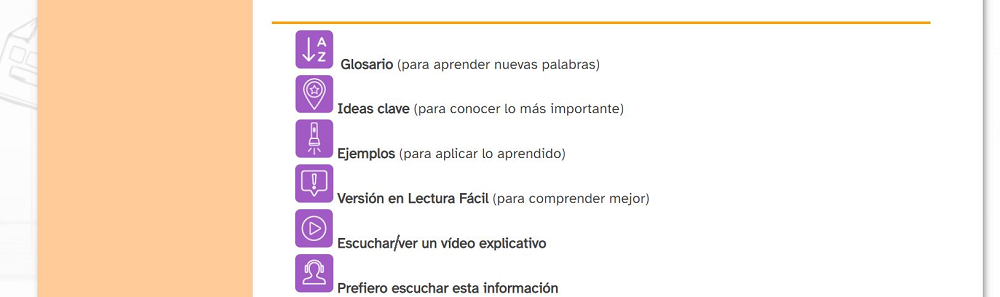 A
Z
Glosario (para aprender nuevas palabras)
Ideas clave (para conocer lo más importante)
Ejemplos (para aplicar lo aprendido)
Versión en Lectura Fácil (para comprender mejor)
Escuchar/ver un vídeo explicativo
Prefiero escuchar esta información